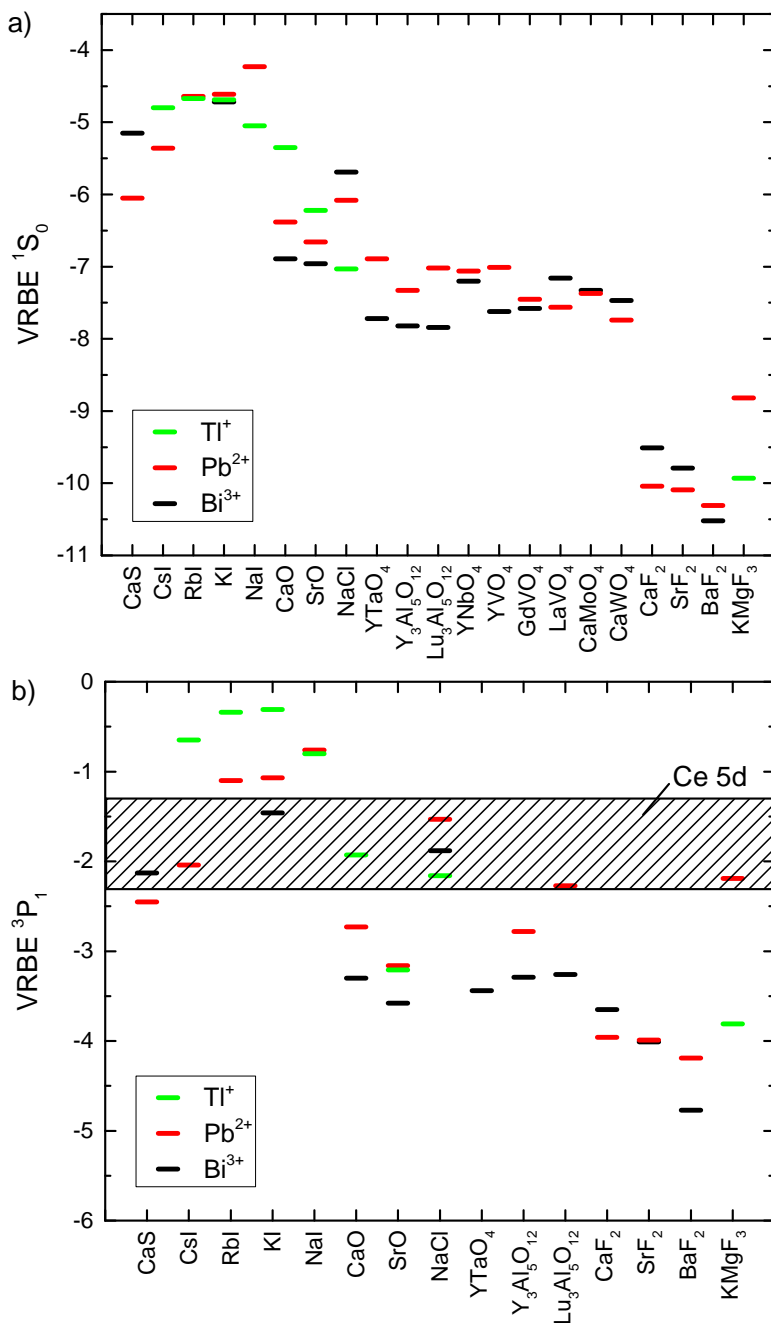 a)
VRBE ¹S₀
-4
-5
-6
-7
-8
-9
-10
-11
Tl⁺
Pb²⁺
Bi³⁺
CaS
CsI
RbI
KI
NaI
CaO
SrO
NaCl
YTaO₄
Y₃Al₅O₁₂
Lu₃Al₅O₁₂
YNbO₄
YVO₄
GdVO₄
LaVO₄
CaMoO₄
CaWO₄
CaF₂
SrF₂
BaF₂
KMgF₃
b)
VRBE ³P₁
0
-1
-2
-3
-4
-5
-6
Ce 5d
Tl⁺
Pb²⁺
Bi³⁺
CaS
CsI
RbI
KI
NaI
CaO
SrO
NaCl
YTaO₄
Y₃Al₅O₁₂
Lu₃Al₅O₁₂
CaF₂
SrF₂
BaF₂
KMgF₃